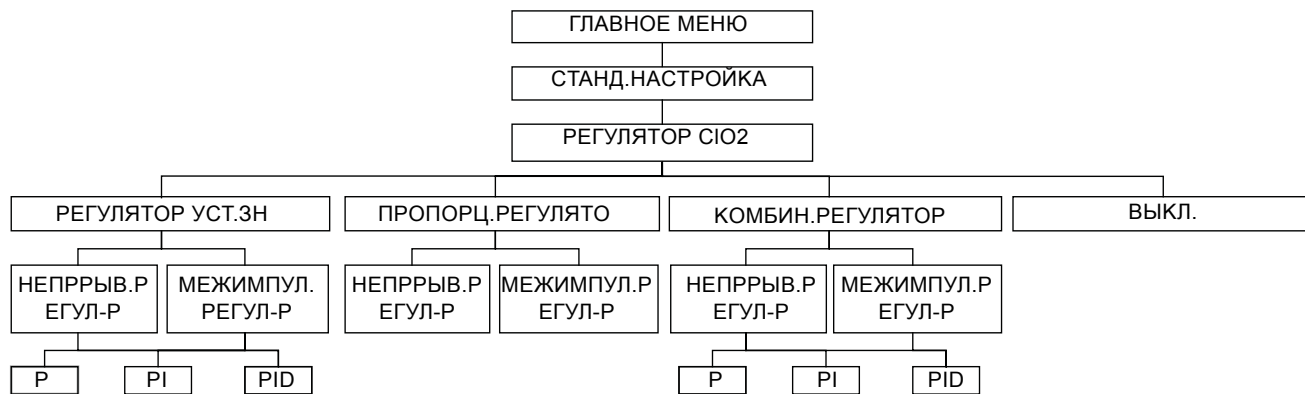 ГЛАВНОЕ МЕНЮ
СТАНД.НАСТРОЙКА
РЕГУЛЯТОР ClO2
РЕГУЛЯТОР УСТ.ЗН
ПРОПОРЦ.РЕГУЛЯТО
КОМБИН.РЕГУЛЯТОР
ВЫКЛ.
НЕПРРЫВ.Р
ЕГУЛ-Р
МЕЖИМПУЛ.
РЕГУЛ-Р
НЕПРРЫВ.Р
ЕГУЛ-Р
МЕЖИМПУЛ.Р
ЕГУЛ-Р
НЕПРРЫВ.Р
ЕГУЛ-Р
МЕЖИМПУЛ.Р
ЕГУЛ-Р
P
PI
PID
P
PI
PID